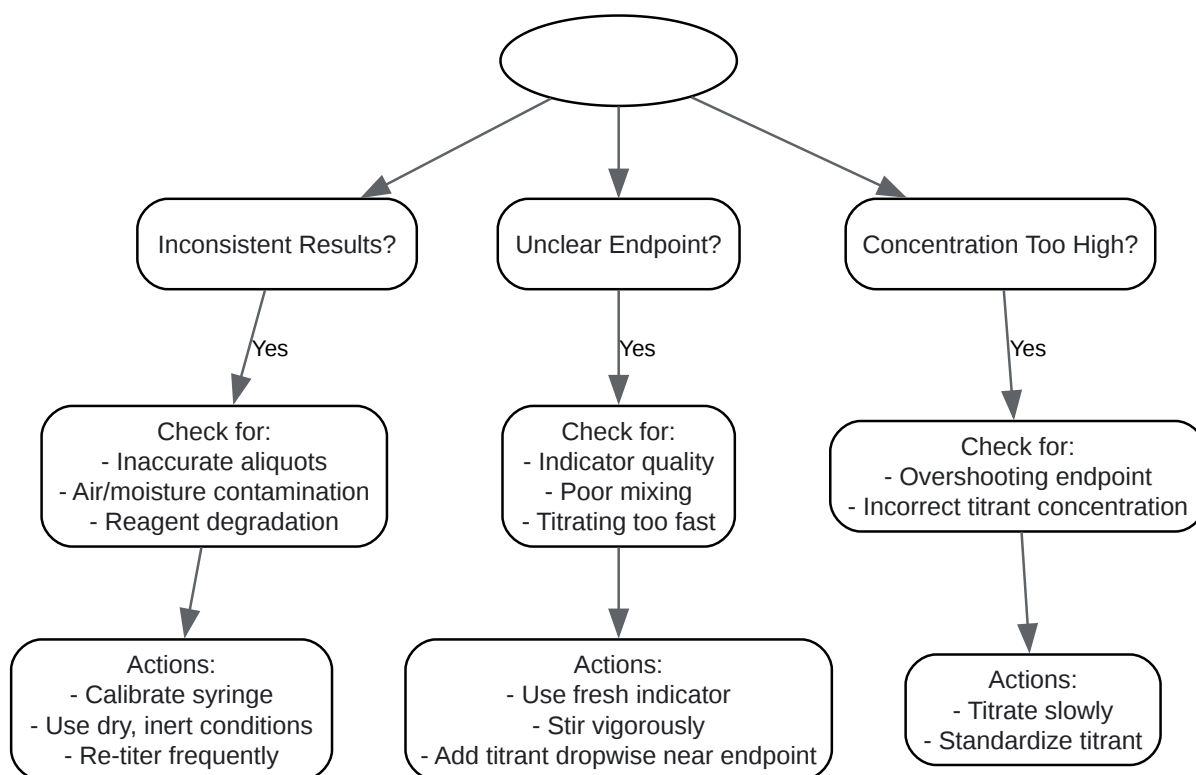 Inconsistent Results?
Unclear Endpoint?
Concentration Too High?
Yes
Yes
Yes
Check for:
- Inaccurate aliquots
- Air/moisture contamination
- Reagent degradation
Check for:
- Indicator quality
- Poor mixing
- Titrating too fast
Check for:
- Overshooting endpoint
- Incorrect titrant concentration
Actions:
- Calibrate syringe
- Use dry, inert conditions
- Re-titer frequently
Actions:
- Use fresh indicator
- Stir vigorously
- Add titrant dropwise near endpoint
Actions:
- Titrate slowly
- Standardize titrant